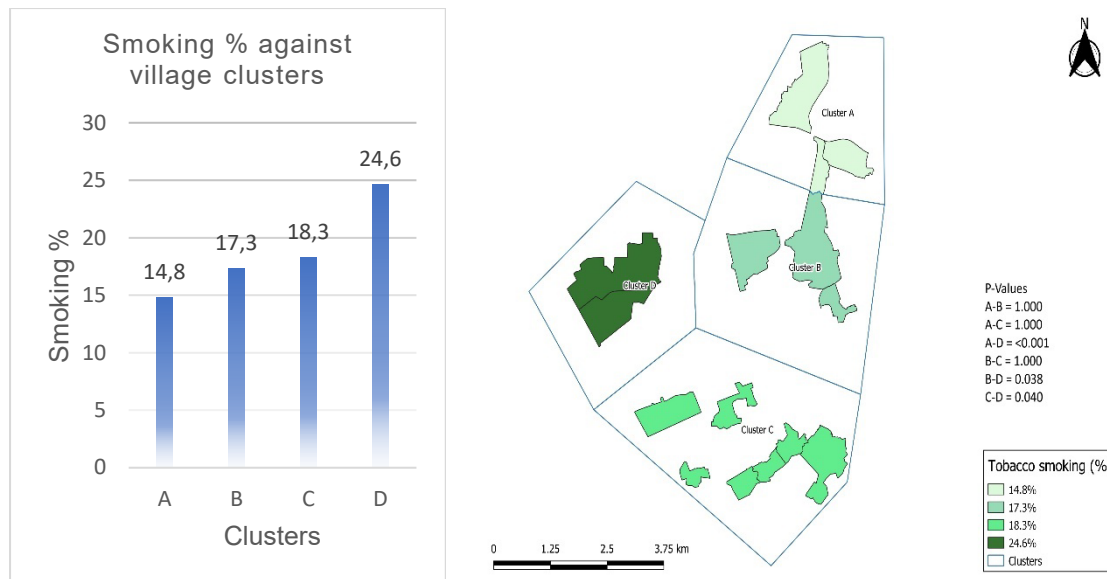 Smoking % against
village clusters
30
25
20
15
10
5
0
Smoking %
14,8
17,3
18,3
24,6
A
B
C
D
Clusters
N
Cluster A
Cluster B
Cluster D
Cluster C
P-Values
A-B = 1.000
A-C = 1.000
A-D = <0.001
B-C = 1.000
B-D = 0.038
C-D = 0.040
Tobacco smoking (%
14.8%
17.3%
18.3%
24.6%
Clusters
0 1.25 2.5 3.75 km